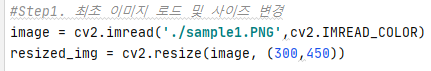 #Step1. 최초 이미지 로드 및 사이즈 변경
image = cv2.imread('./sample1.PNG',cv2.IMREAD_COLOR)
resized_img = cv2.resize(image, (300,450))